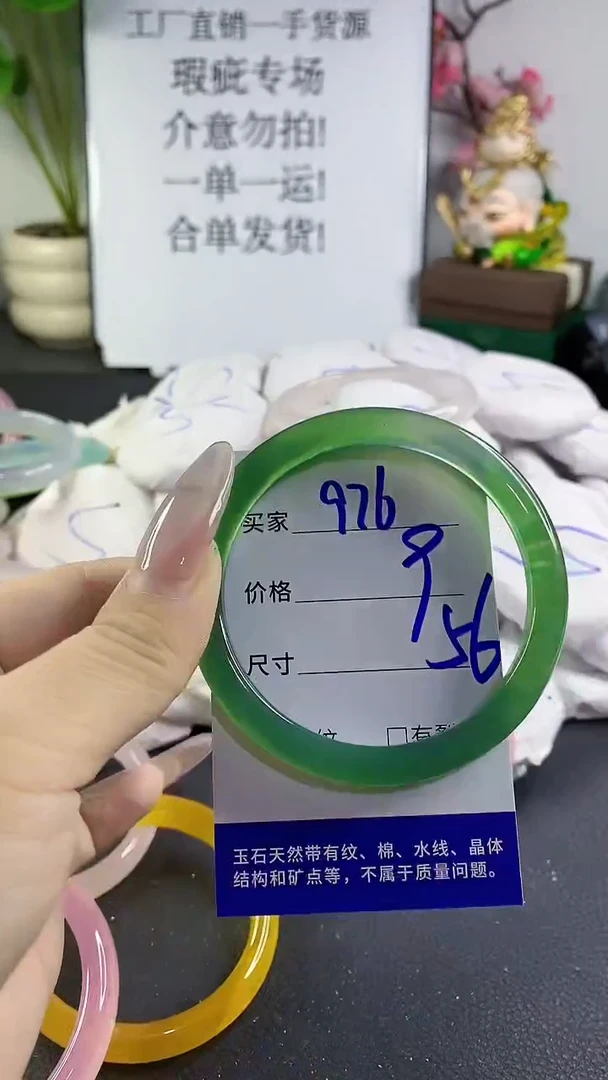 工厂直销一手货源
瑕疵专场
介意勿拍!
一单一运!
合单发货!
买家 976
价格 9
尺寸 56
纹 □有裂
玉石天然带有纹、棉、水线、晶体
结构和矿点等，不属于质量问题。